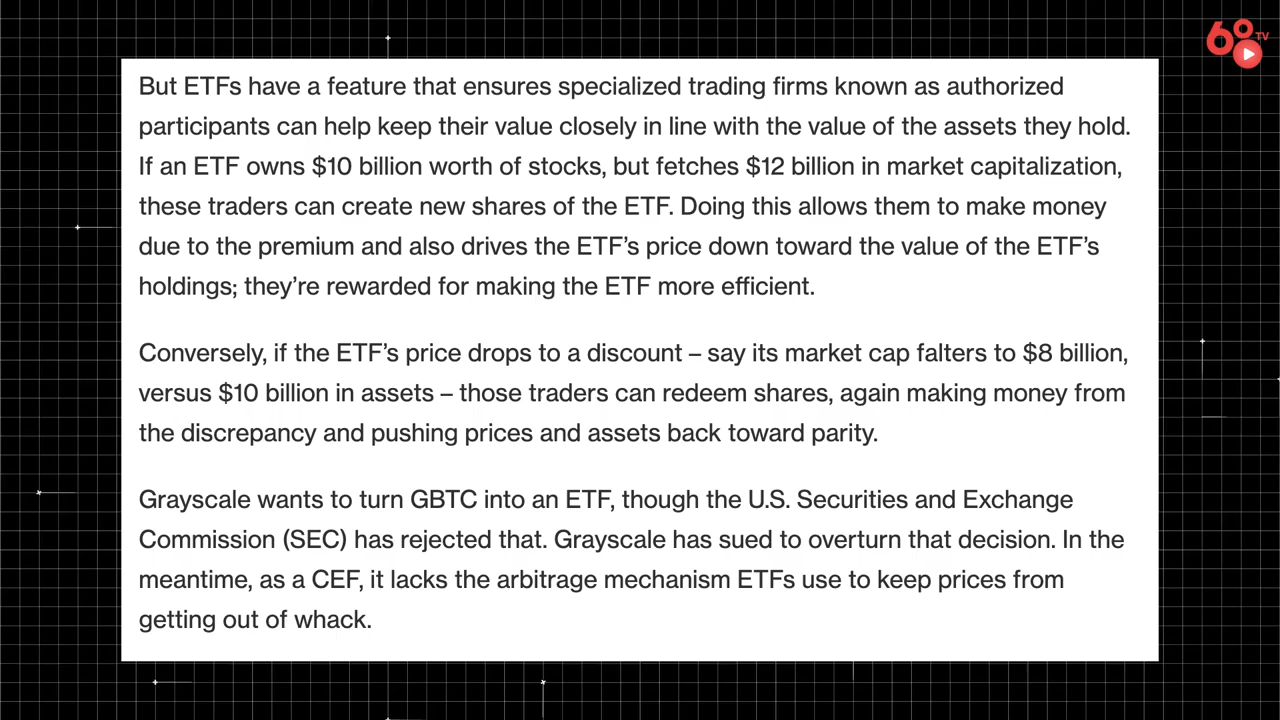 6° TV
But ETFs have a feature that ensures specialized trading firms known as authorized
participants can help keep their value closely in line with the value of the assets they hold.
If an ETF owns $10 billion worth of stocks, but fetches $12 billion in market capitalization,
these traders can create new shares of the ETF. Doing this allows them to make money
due to the premium and also drives the ETF’s price down toward the value of the ETF’s
holdings; they’re rewarded for making the ETF more efficient.
Conversely, if the ETF’s price drops to a discount – say its market cap falters to $8 billion,
versus $10 billion in assets – those traders can redeem shares, again making money from
the discrepancy and pushing prices and assets back toward parity.
Grayscale wants to turn GBTC into an ETF, though the U.S. Securities and Exchange
Commission (SEC) has rejected that. Grayscale has sued to overturn that decision. In the
meantime, as a CEF, it lacks the arbitrage mechanism ETFs use to keep prices from
getting out of whack.